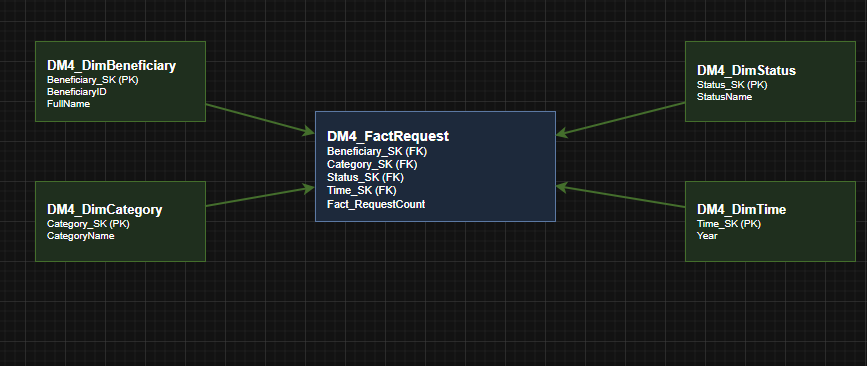 DM4_DimBeneficiary
Beneficiary_SK (PK)
BeneficiaryID
FullName
DM4_DimStatus
Status_SK (PK)
StatusName
DM4_FactRequest
Beneficiary_SK (FK)
Category_SK (FK)
Status_SK (FK)
Time_SK (FK)
Fact_RequestCount
DM4_DimCategory
Category_SK (PK)
CategoryName
DM4_DimTime
Time_SK (PK)
Year